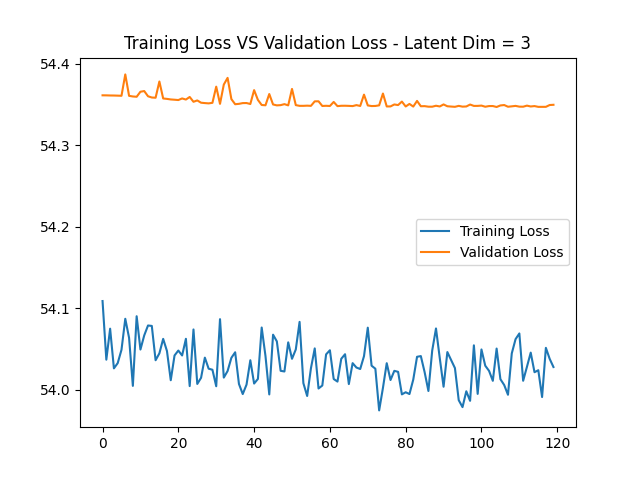 Training Loss VS Validation Loss - Latent Dim = 3
54.4
54.3
54.2
54.1
54.0
Training Loss
Validation Loss
0 20 40 60 80 100 120